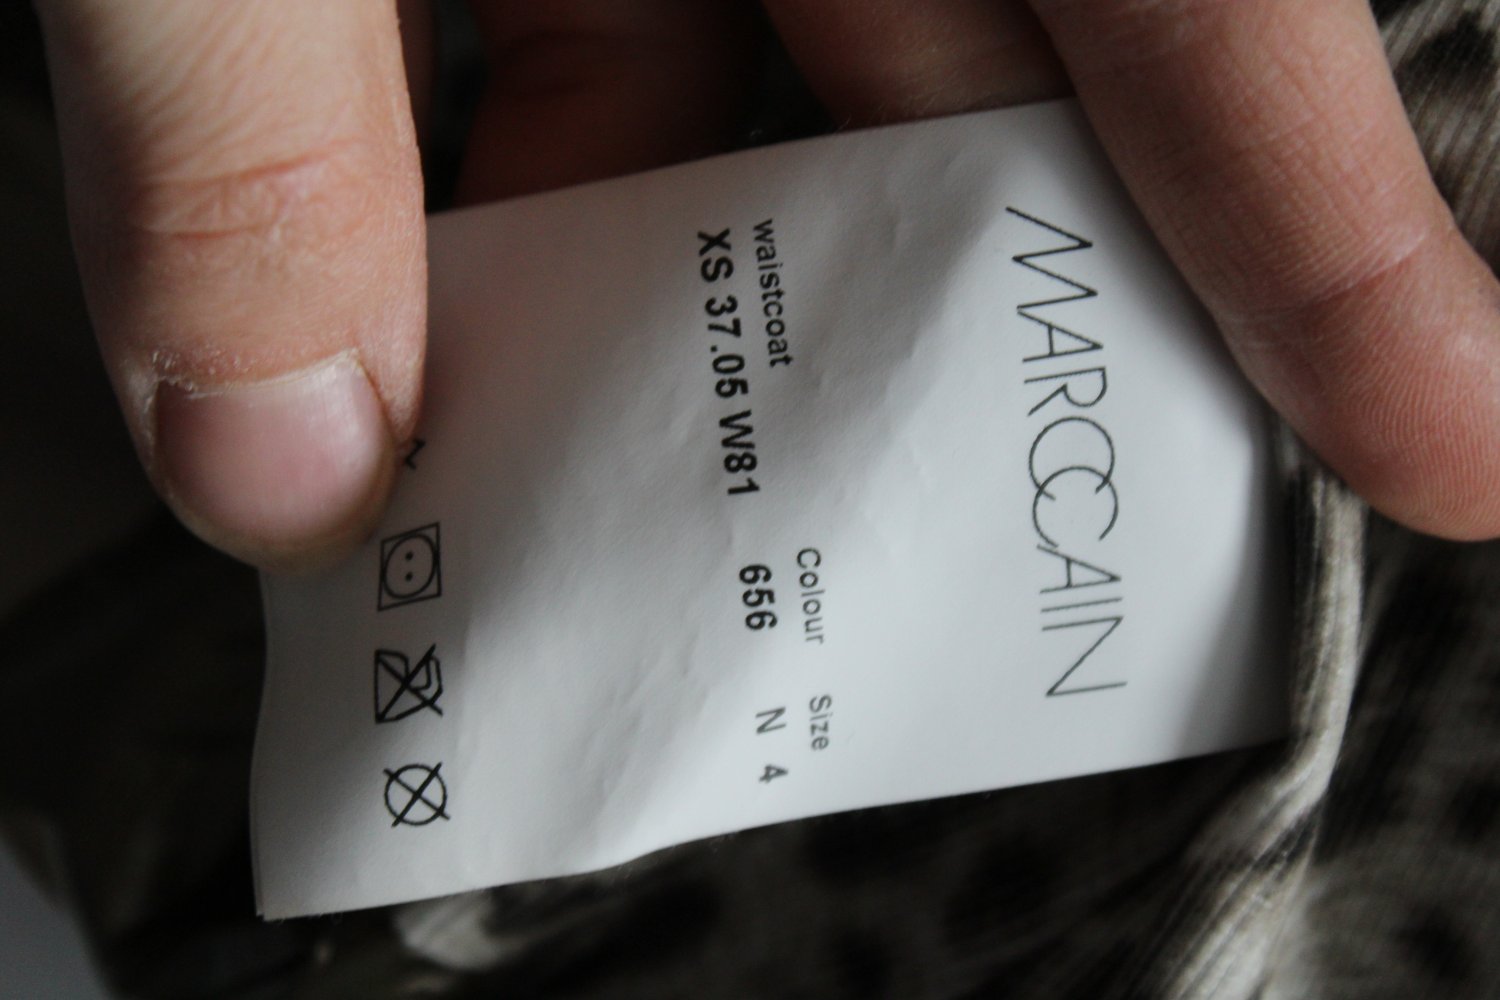 MARCCAIN
Colour Size
waistcoat
XS 37.05 W81 656 N 4